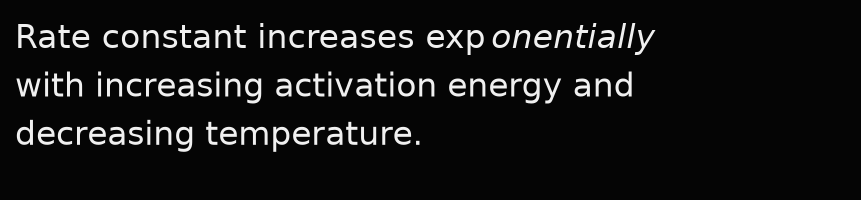 Rate constant increases exponentially
with increasing activation energy and
decreasing temperature.